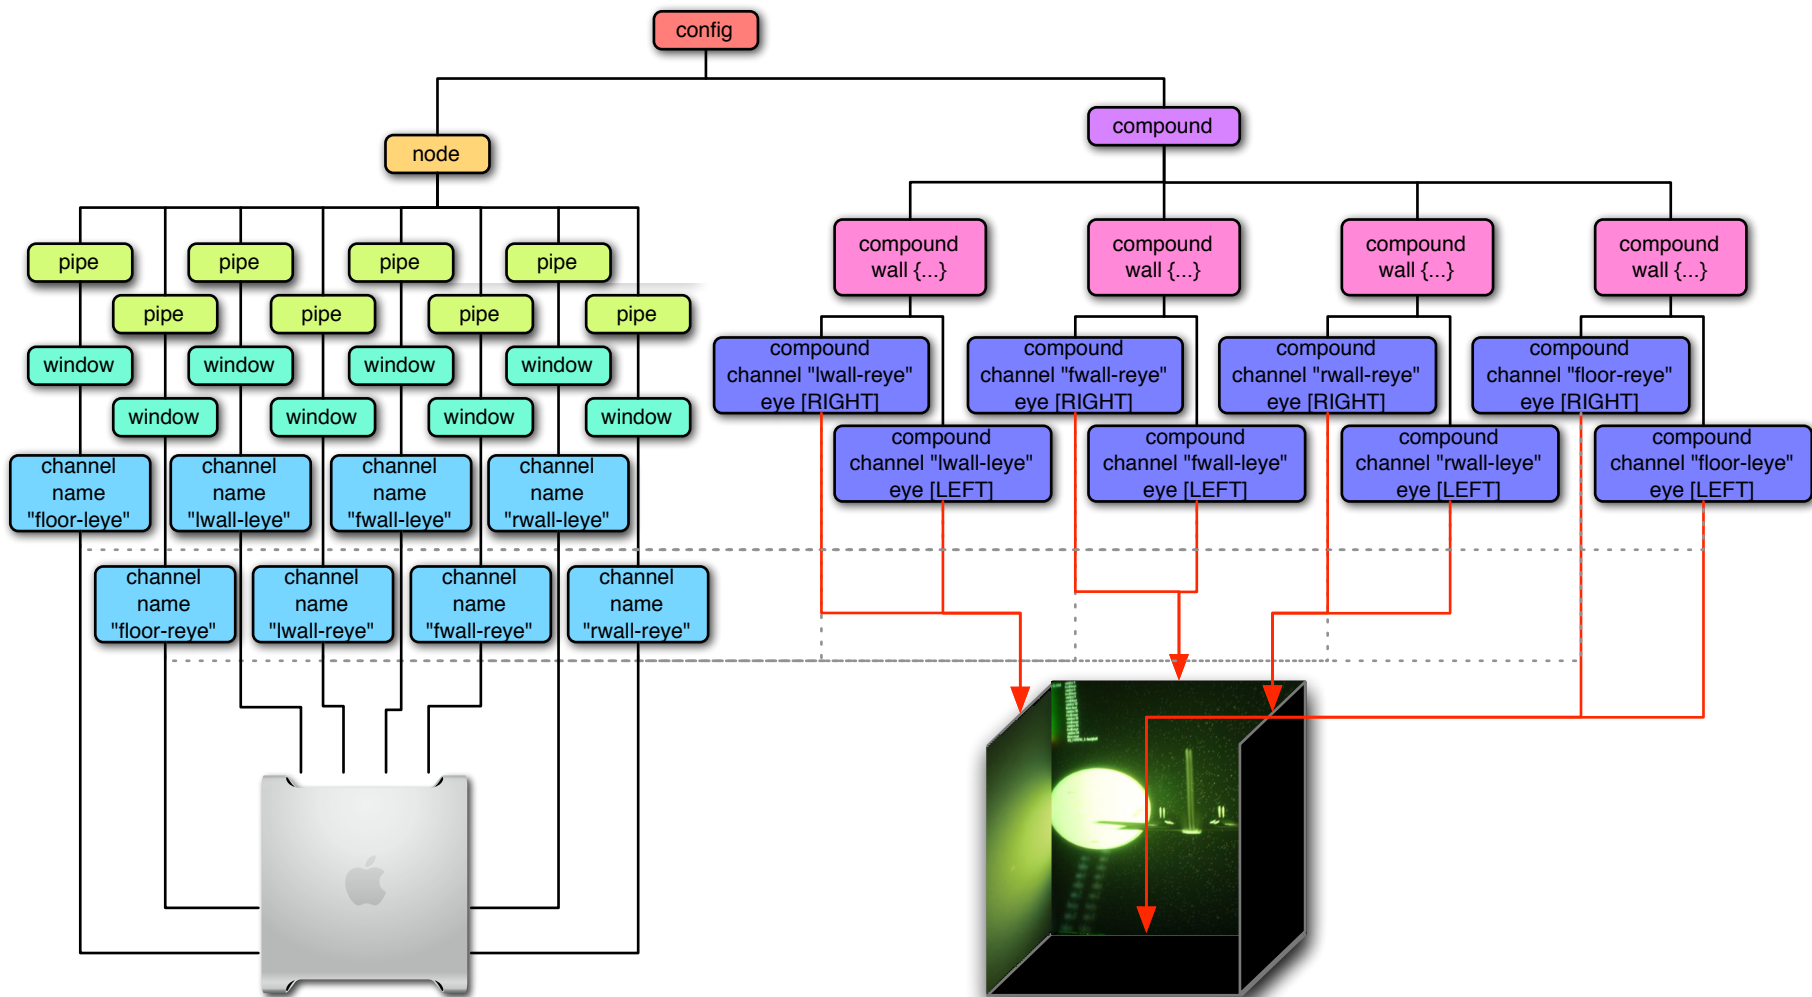 config
compound
node
compound
wall {...}
compound
wall {...}
compound
wall {...}
compound
wall {...}
pipe
pipe
pipe
pipe
pipe
pipe
pipe
pipe
window
window
window
window
window
window
window
window
compound
channel "lwall-reye"
eye [RIGHT]
compound
channel "fwall-reye"
eye [RIGHT]
compound
channel "rwall-reye"
eye [RIGHT]
compound
channel "floor-reye"
eye [RIGHT]
compound
channel "lwall-leye"
eye [LEFT]
compound
channel "fwall-leye"
eye [LEFT]
compound
channel "rwall-leye"
eye [LEFT]
compound
channel "floor-leye"
eye [LEFT]
channel
name
"floor-leye"
channel
name
"lwall-leye"
channel
name
"fwall-leye"
channel
name
"rwall-leye"
channel
name
"floor-reye"
channel
name
"lwall-reye"
channel
name
"fwall-reye"
channel
name
"rwall-reye"